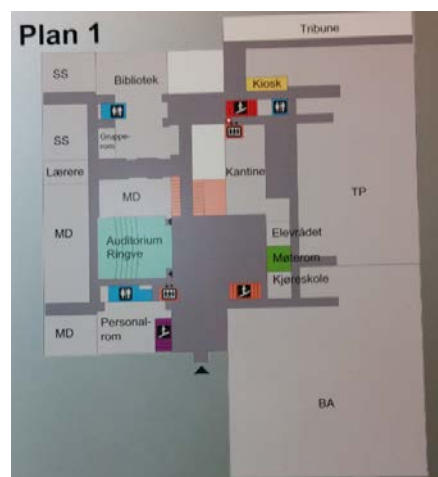 Plan 1
Tribune
SS
Bibliotek
Kiosk
SS
Gruppe-
rom
Lærere
Kantine
MD
TP
MD
Auditorium
Ringve
Elevrådet
Møterom
Kjøreskole
MD
Personal-
rom
BA